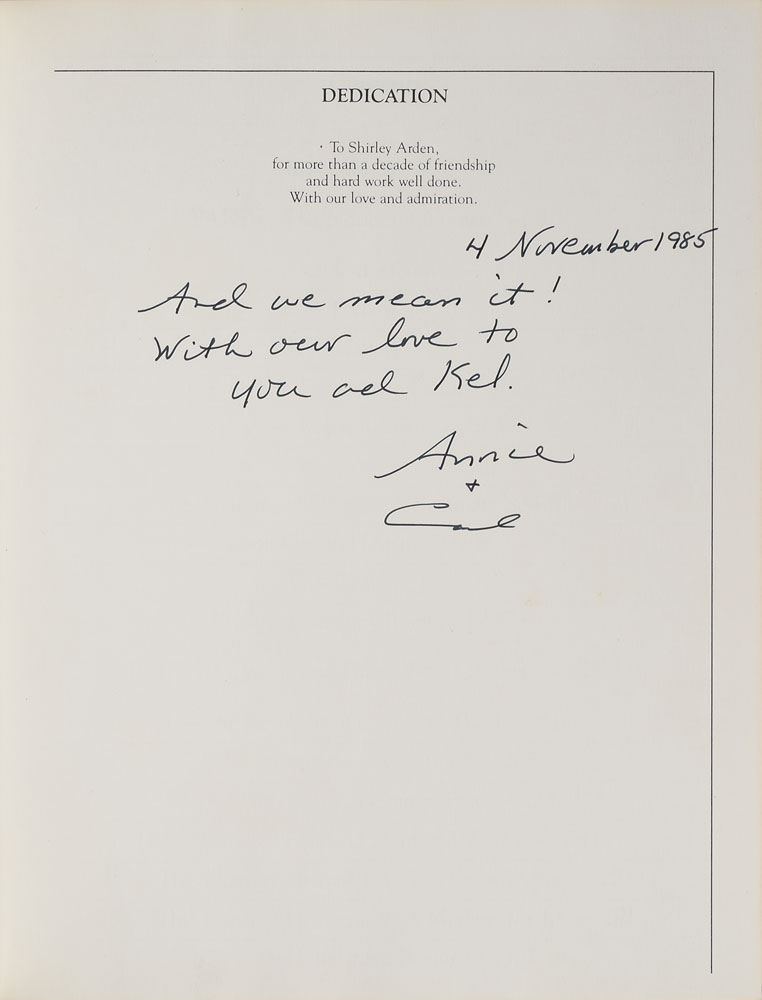 DEDICATION
To Shirley Arden,
for more than a decade of friendship
and hard work well done.
With our love and admiration.
4 November 1985
And we mean it!
With our love to
you and Kel.
Annie
+
Carl